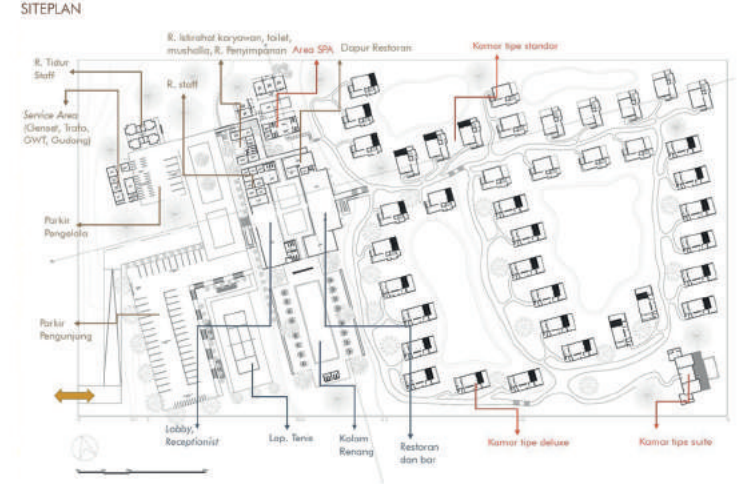 SITEPLAN
R. Istirahat karyawan, toilet,
musholla, R. Penyimpanan
Area SPA
Dapur Restoran
Kamar tipe standar
R. Tidur
Staff
R. staff
Service Area
(Genset, Trafo,
GWT, Gudang)
Parkir
Pengelola
Parkir
Pengunjung
Lobby,
Receptionist
Lap. Tenis
Kolam
Renang
Restoran
dan bar
Kamar tipe deluxe
Kamar tipe suite